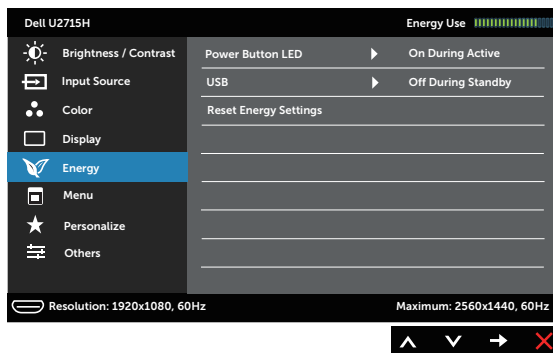 Dell U2715H Energy Use
Brightness / Contrast Power Button LED On During Active
Input Source USB Off During Standby
Color Reset Energy Settings
Display
Energy
Menu
Personalize
Others
Resolution: 1920x1080, 60Hz Maximum: 2560x1440, 60Hz